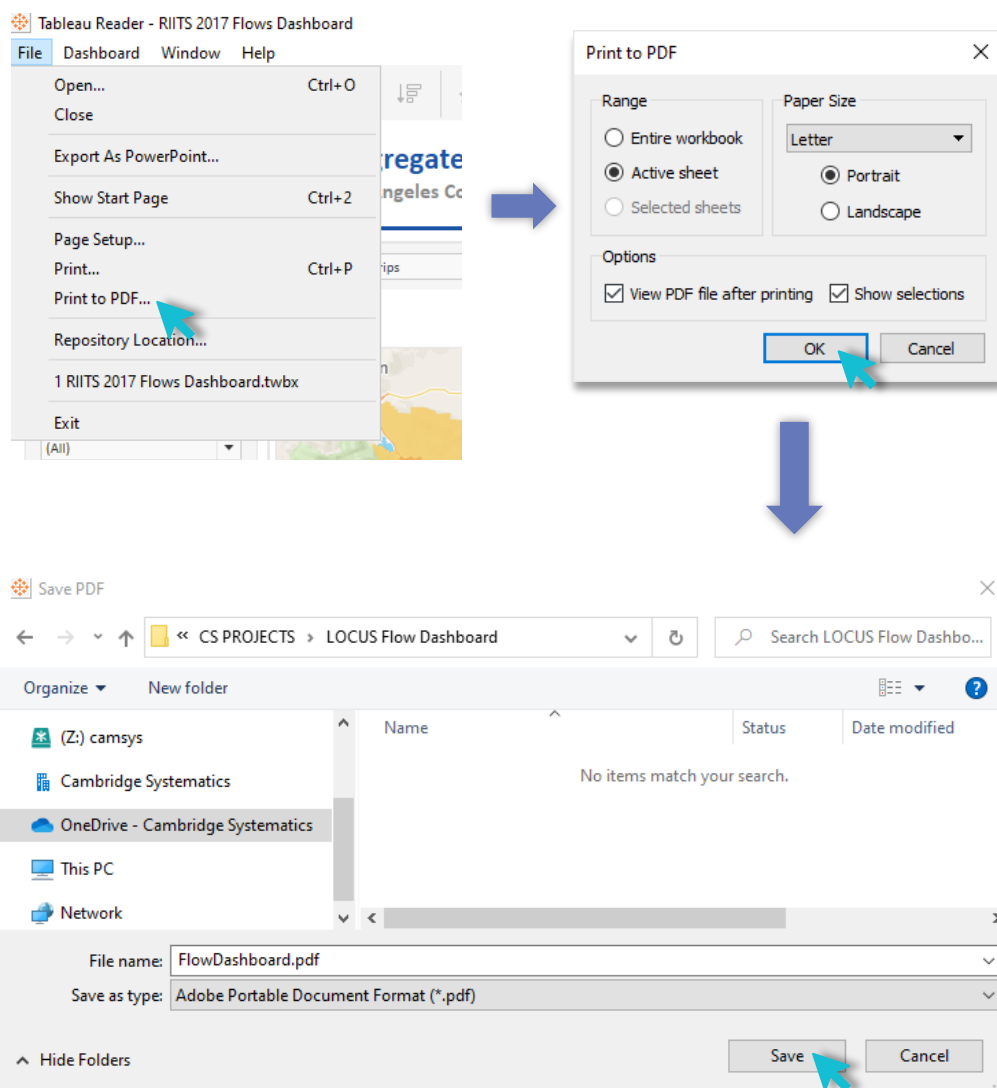 Tableau Reader - RIITS 2017 Flows Dashboard
File Dashboard Window Help
Open... Ctrl+O
Close
Export As PowerPoint...
Show Start Page Ctrl+2
Page Setup...
Print... Ctrl+P
Print to PDF...
Repository Location...
1 RIITS 2017 Flows Dashboard.twbx
Exit
(All)
regate
ngeles Co
rips
n
Print to PDF
Range
Entire workbook
Active sheet
Selected sheets
Paper Size
Letter
Portrait
Landscape
Options
View PDF file after printing Show selections
OK Cancel
Save PDF
« CS PROJECTS › LOCUS Flow Dashboard
Search LOCUS Flow Dashbo...
Organize New folder
?
Name Status Date modified
(Z:) camsys
Cambridge Systematics
OneDrive - Cambridge Systematics
This PC
Network
No items match your search.
File name: FlowDashboard.pdf
Save as type: Adobe Portable Document Format (*.pdf)
Hide Folders
Save Cancel